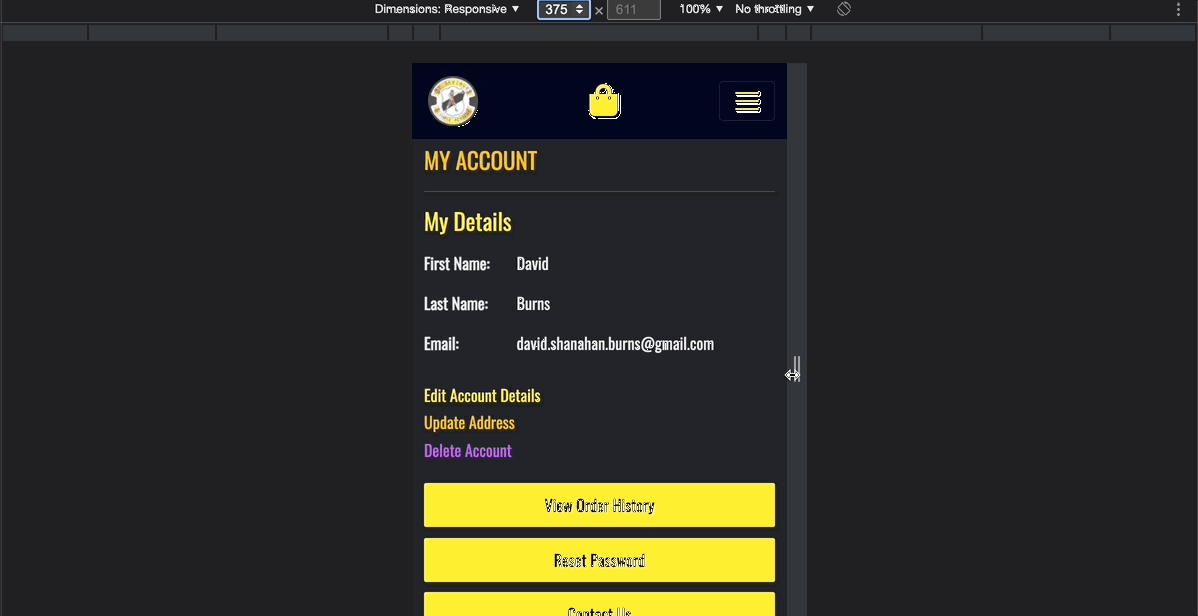 Dimensions: Responsive ▼ 375 × 611 100% ▼ No throttling ▼
MY ACCOUNT
My Details
First Name: David
Last Name: Burns
Email: david.shanahan.burns@gmail.com
Edit Account Details
Update Address
Delete Account
View Order History
Reset Password
Contact Us